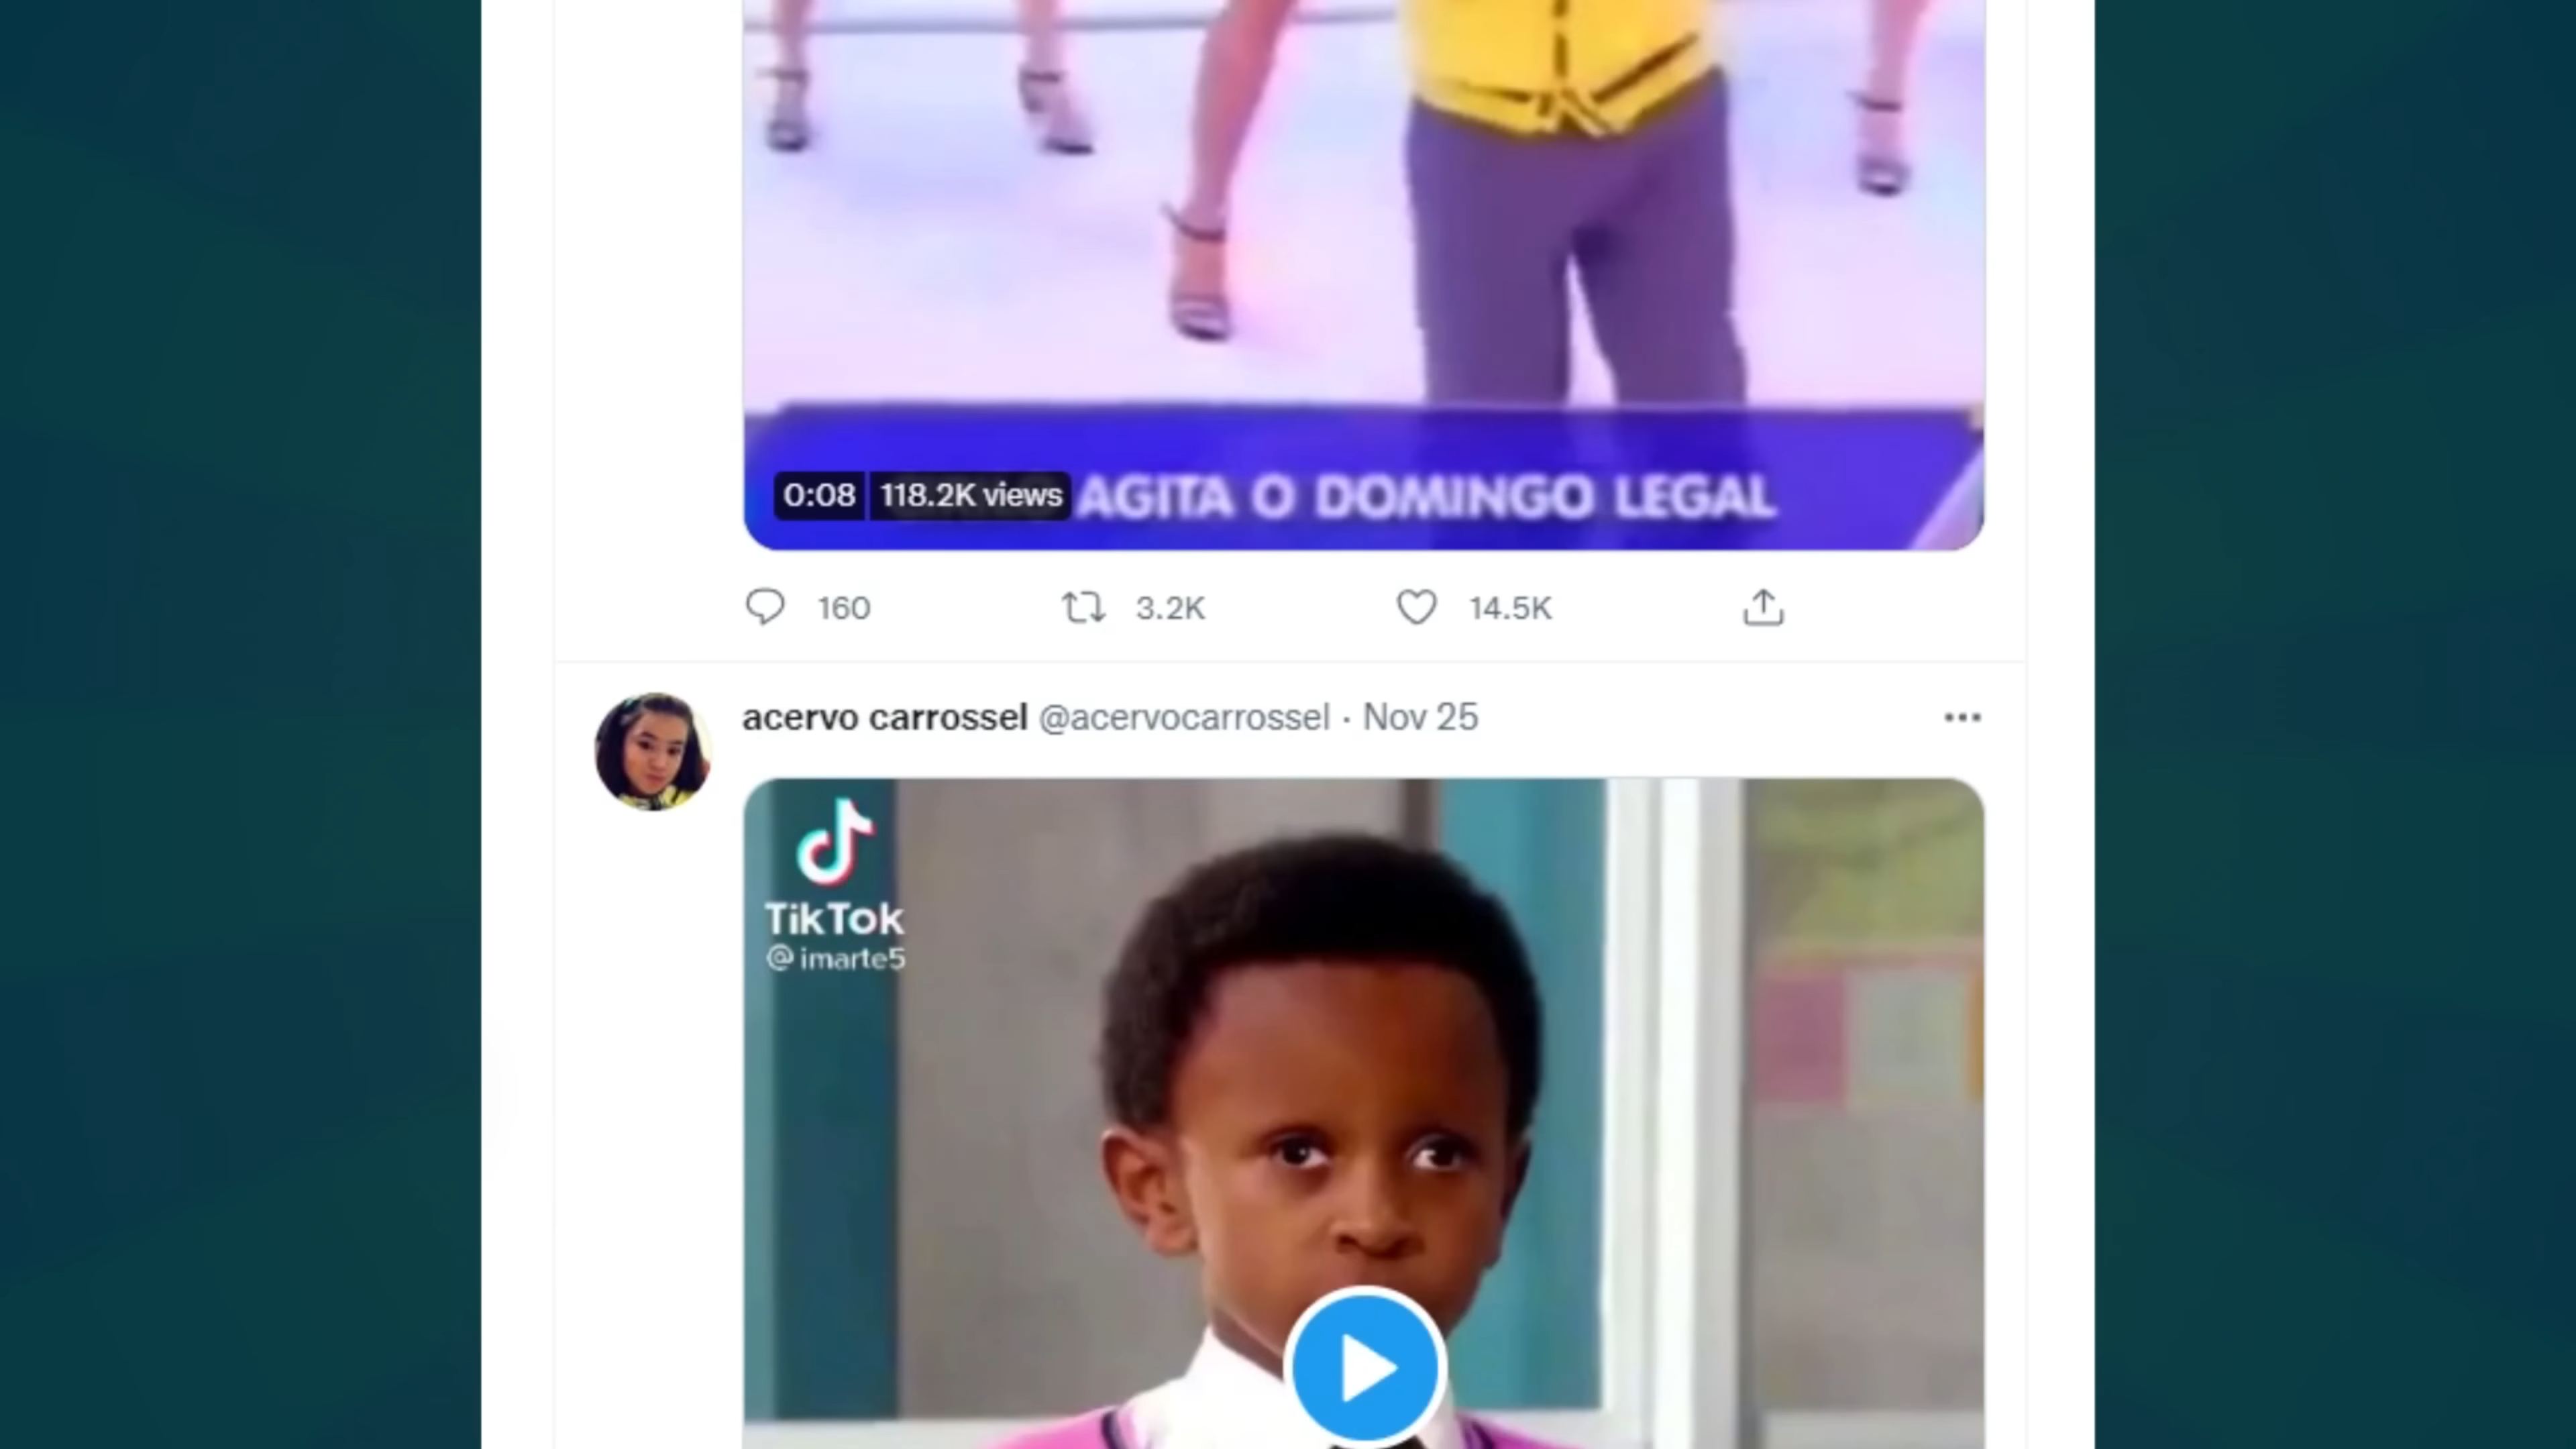 0:08 118.2K views AGITA O DOMINGO LEGAL
160 3.2K 14.5K
acervo carrossel @acervocarrossel · Nov 25
TikTok
@imarte5